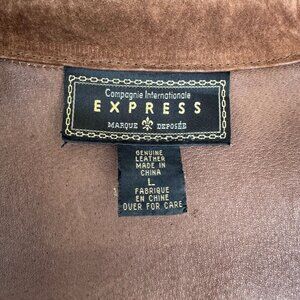 Compagnie Internationale
EXPRESS
MARQUE DEPOSÉE
GENUINE
LEATHER
MADE IN
CHINA
L
FABRIQUE
EN CHINE
OVER FOR CARE